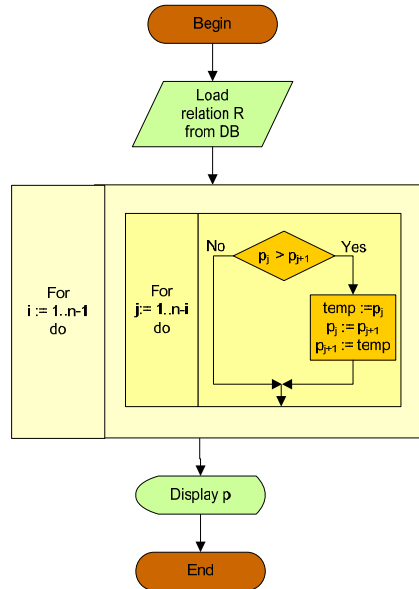 Begin
Load
relation R
from DB
For
i := 1..n-1
do
For
j:= 1..n-i
do
No
pj > pj+1
Yes
temp :=pj
pj := pj+1
pj+1 := temp
Display p
End